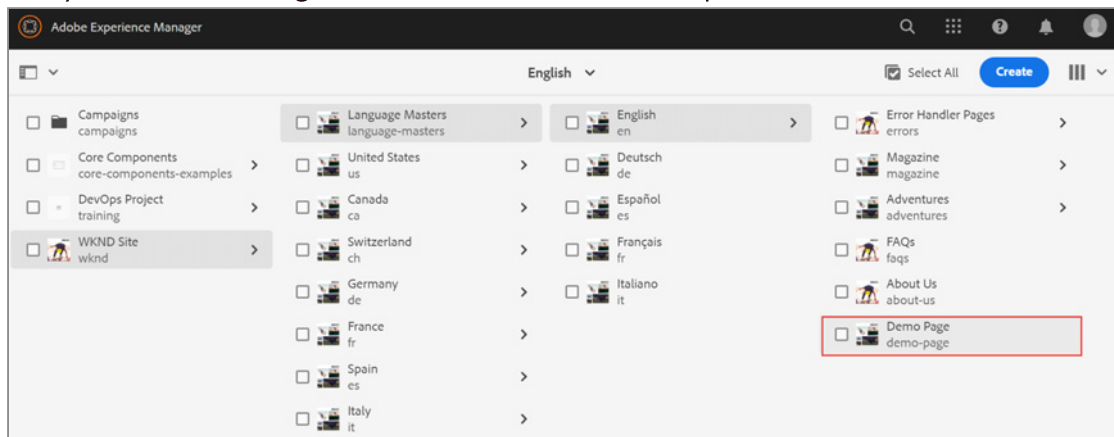 Adobe Experience Manager
English
Select All
Create
Campaigns
campaigns
Core Components
core-components-examples
DevOps Project
training
WKND Site
wknd
Language Masters
language-masters
United States
us
Canada
ca
Switzerland
ch
Germany
de
France
fr
Spain
es
Italy
it
English
en
Deutsch
de
Español
es
Français
fr
Italiano
it
Error Handler Pages
errors
Magazine
magazine
Adventures
adventures
FAQs
faqs
About Us
about-us
Demo Page
demo-page